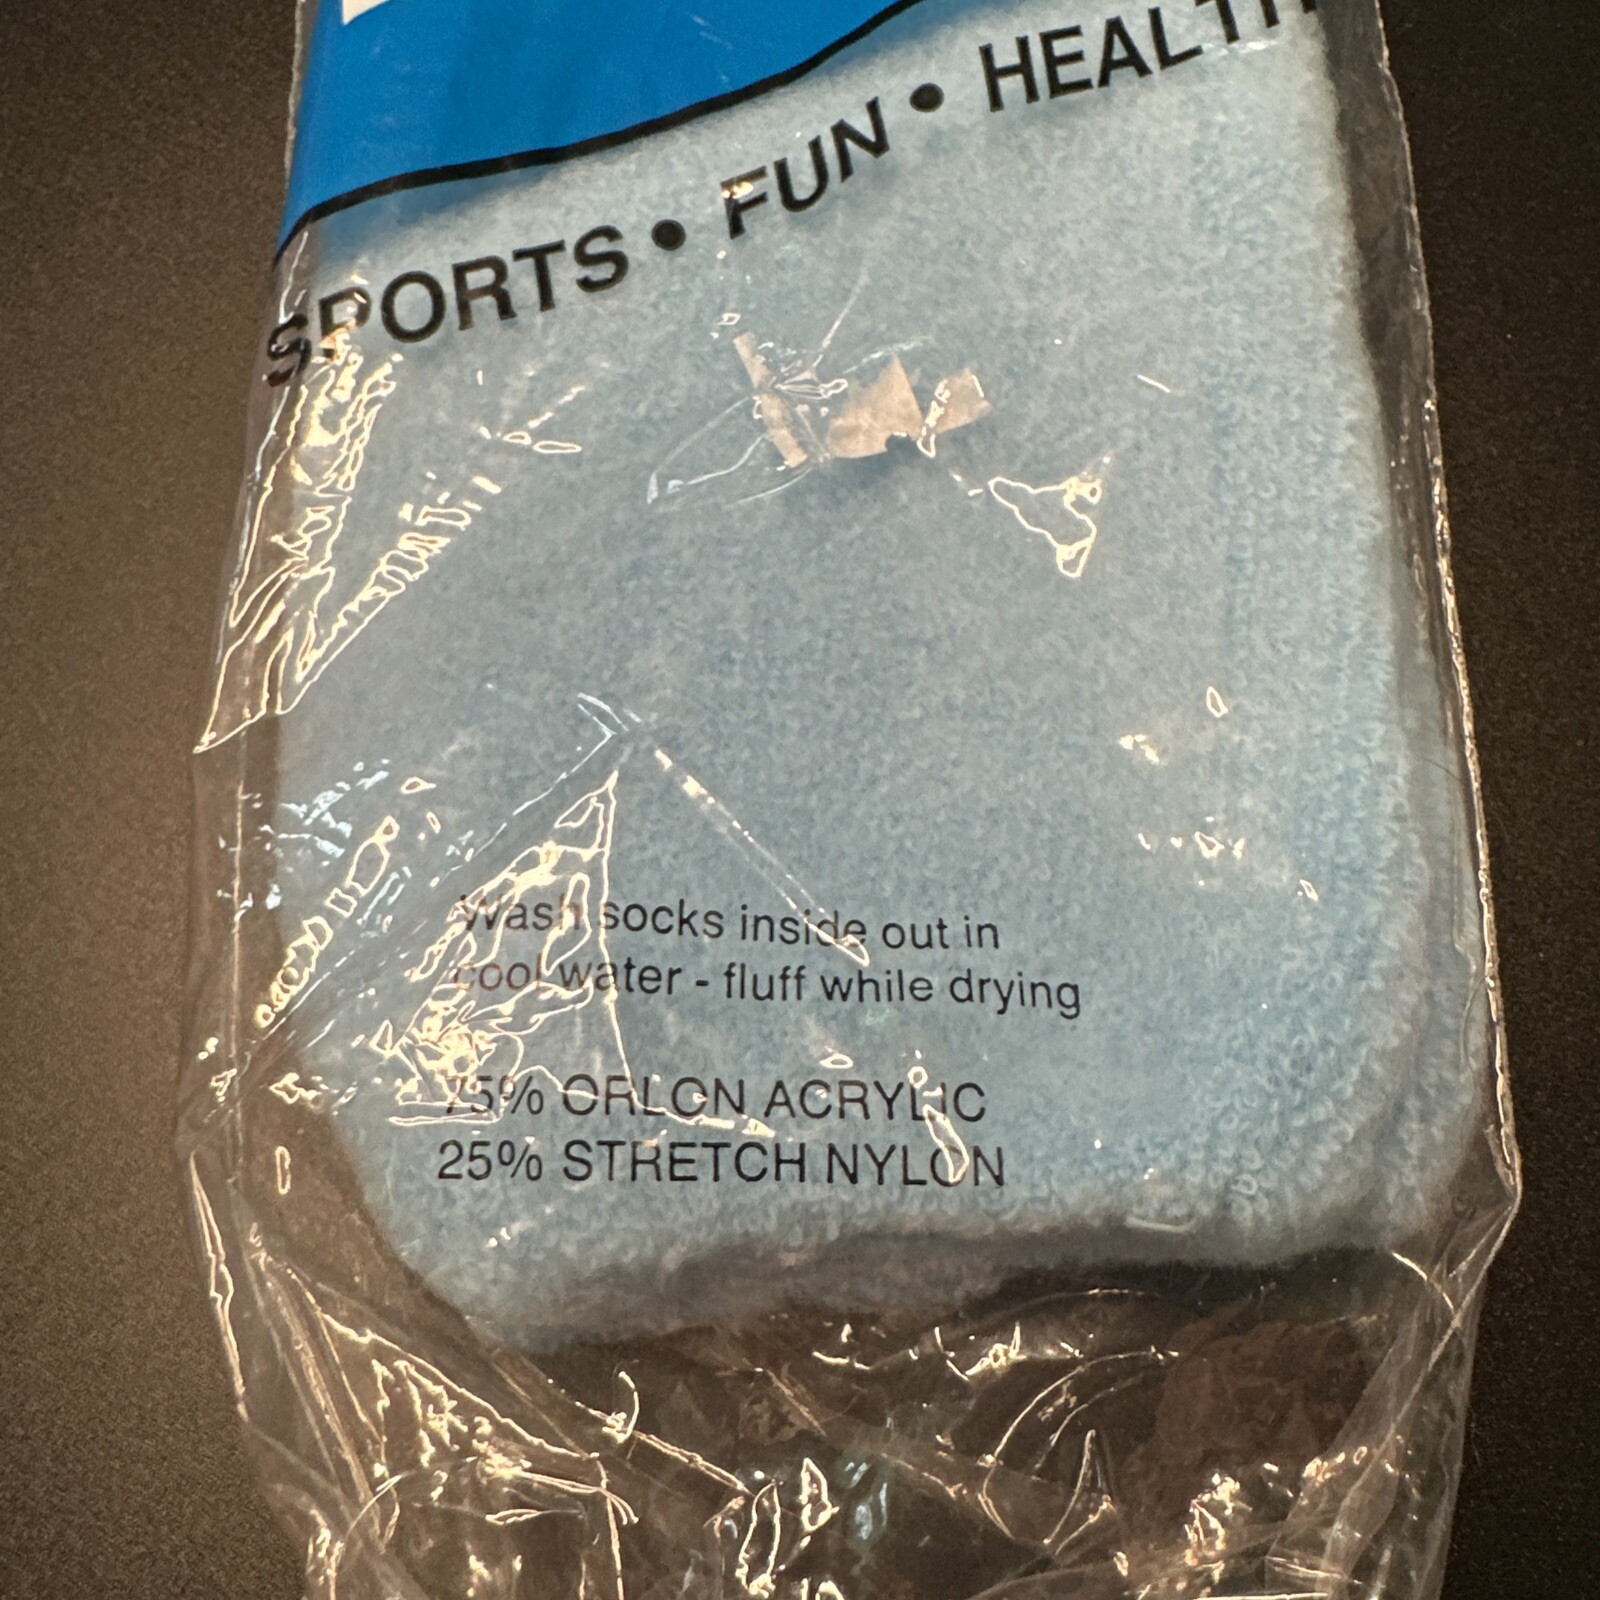 SPORTS • FUN • HEALTH
Wash socks inside out in
cool water - fluff while drying
75% ORLON ACRYLIC
25% STRETCH NYLON